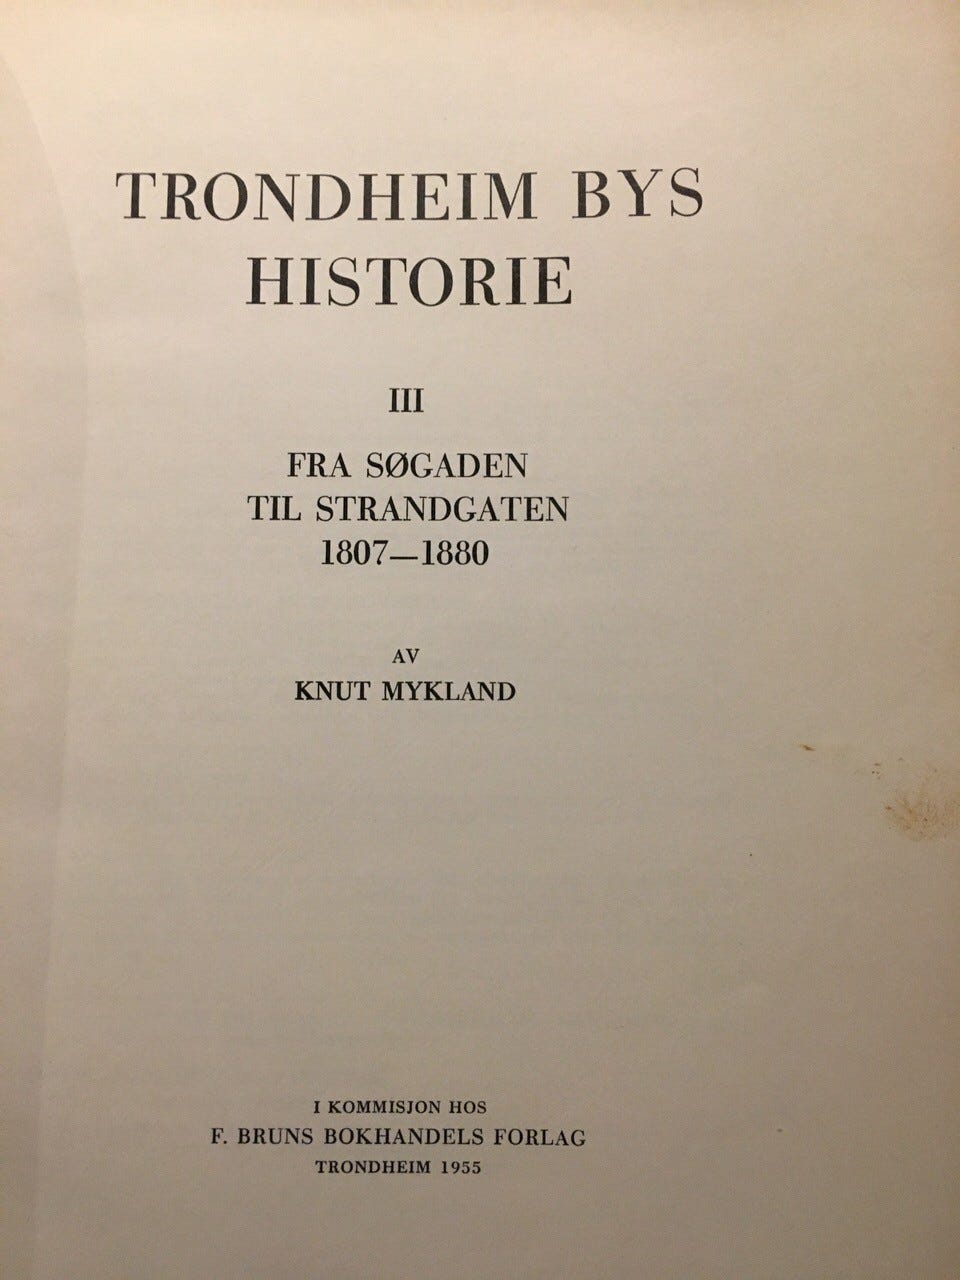 TRONDHEIM BYS
HISTORIE
III
FRA SØGADEN
TIL STRANDGATEN
1807—1880
AV
KNUT MYKLAND
I KOMMISJON HOS
F. BRUNS BOKHANDELS FORLAG
TRONDHEIM 1955